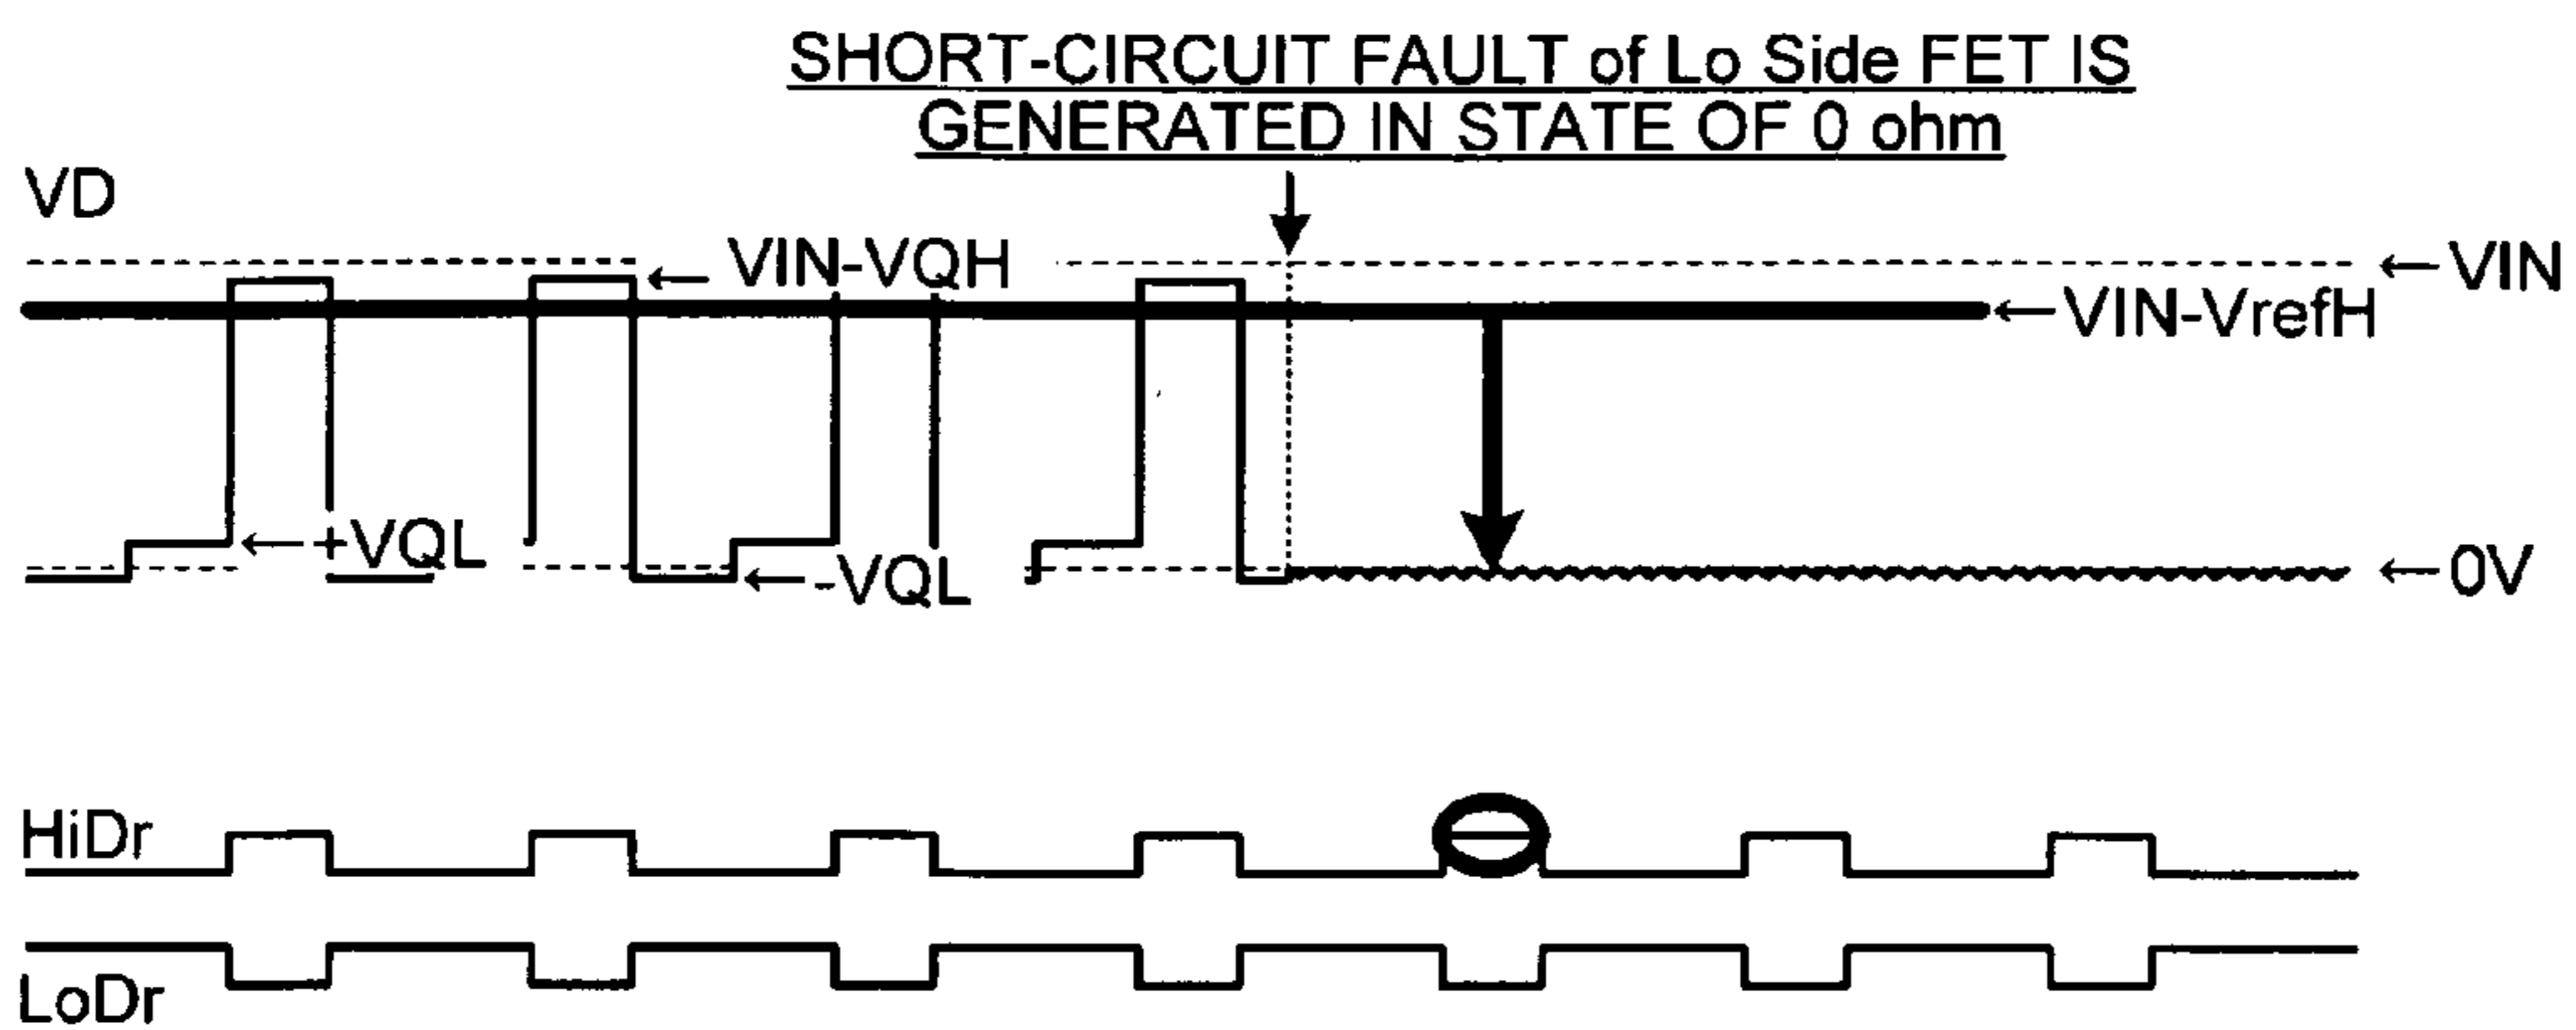 SHORT-CIRCUIT FAULT of Lo Side FET IS
GENERATED IN STATE OF 0 ohm
VD
VIN-VQH
VIN
VIN-VrefH
+VQL
-VQL
0V
HiDr
LoDr